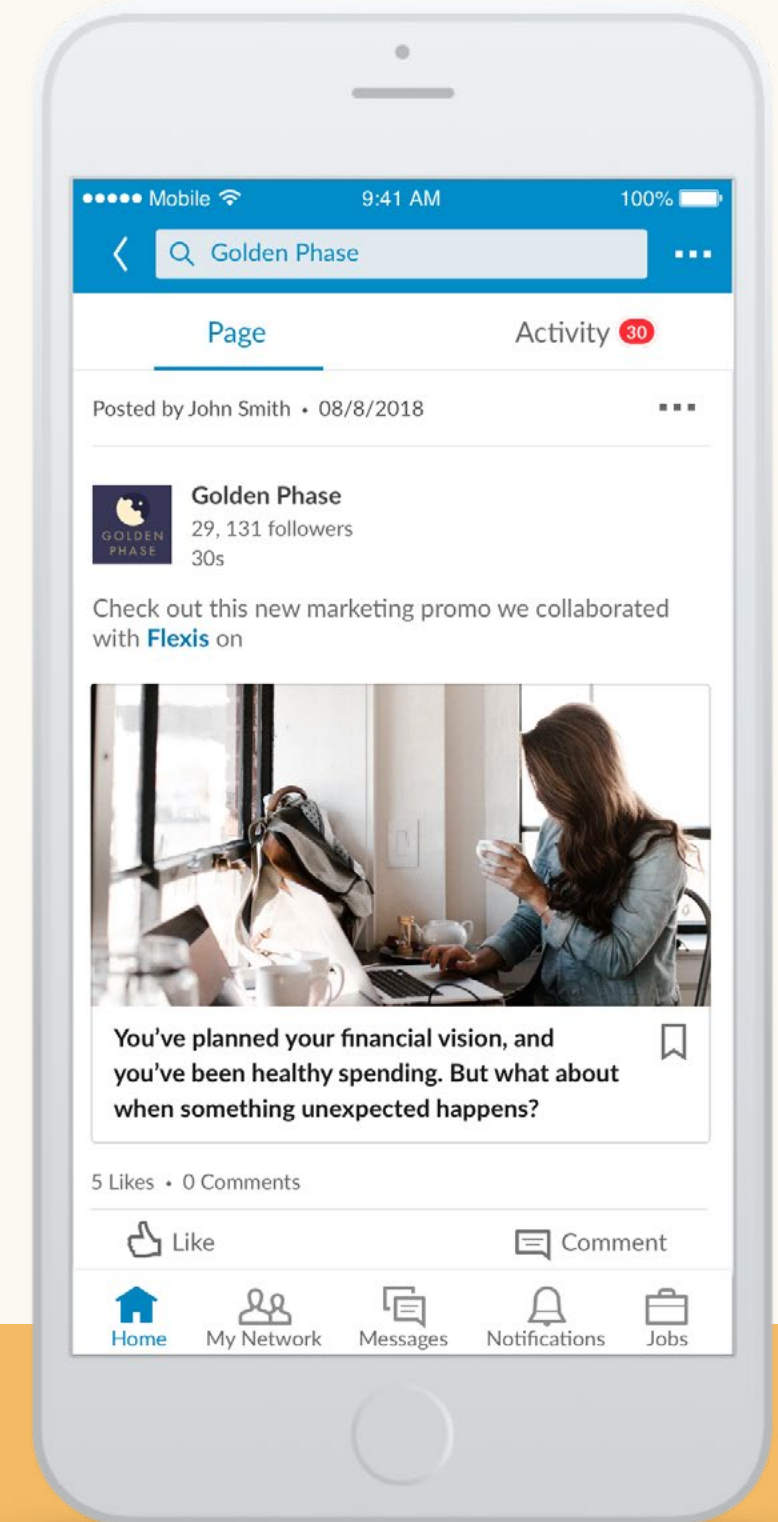 Mobile 9:41 AM 100%
Golden Phase
Page Activity 30
Posted by John Smith • 08/8/2018
GOLDEN
PHASE
Golden Phase
29, 131 followers
30s
Check out this new marketing promo we collaborated
with Flexis on
You’ve planned your financial vision, and
you’ve been healthy spending. But what about
when something unexpected happens?
5 Likes • 0 Comments
Like Comment
Home My Network Messages Notifications Jobs